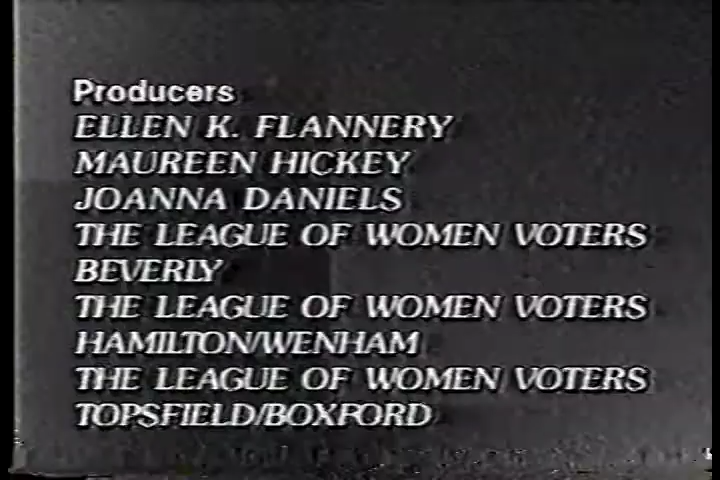 Producers
ELLEN K. FLANNERY
MAUREEN HICKEY
JOANNA DANIELS
THE LEAGUE OF WOMEN VOTERS
BEVERLY
THE LEAGUE OF WOMEN VOTERS
HAMILTON/WENHAM
THE LEAGUE OF WOMEN VOTERS
TOPSFIELD/BOXFORD